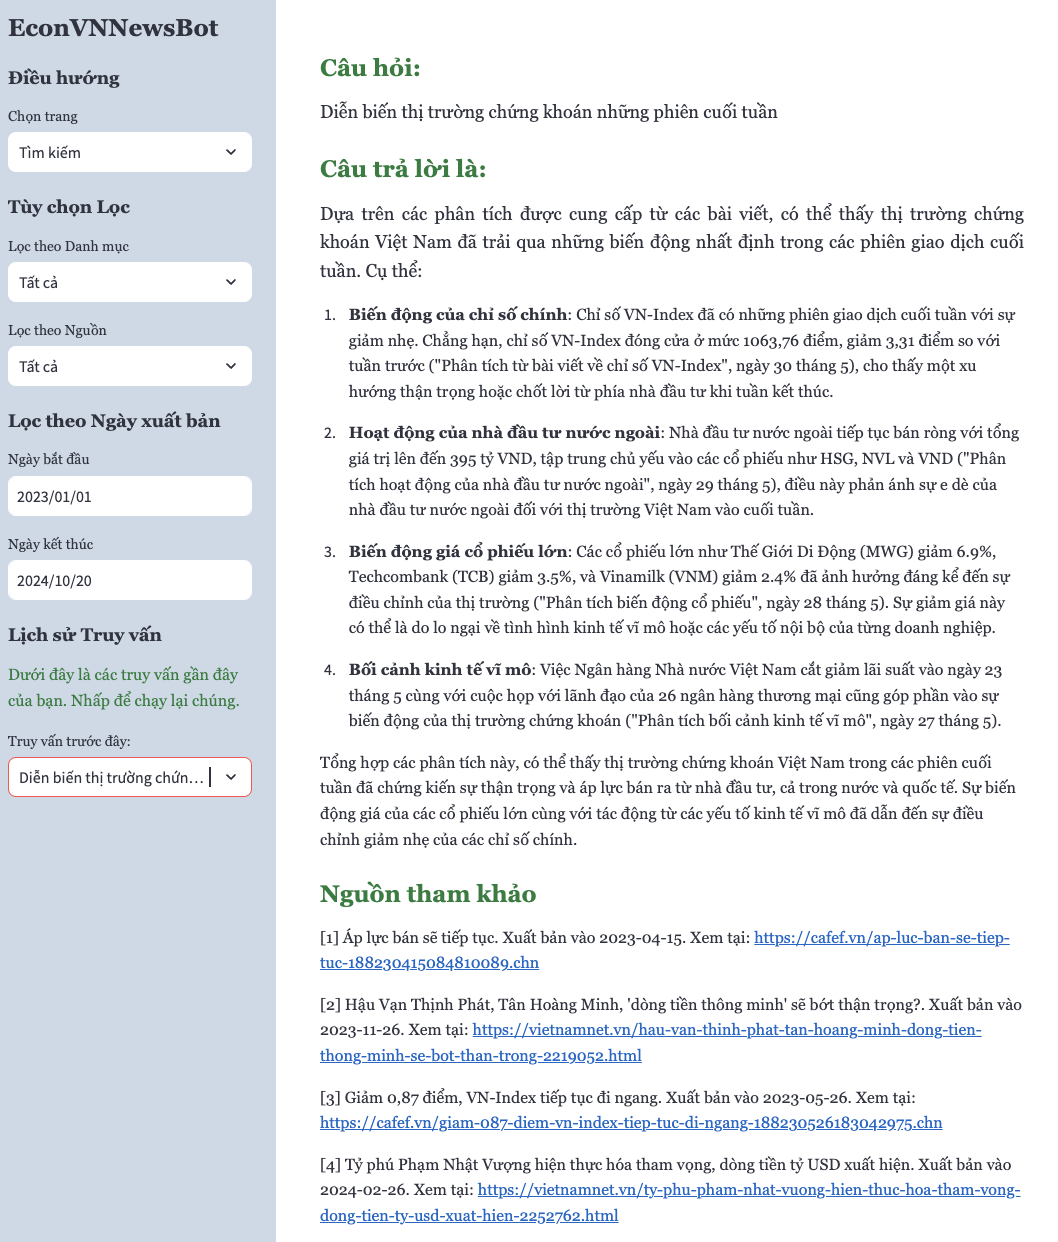 EconVNNewsBot
Điều hướng
Chọn trang
Tìm kiếm
Tùy chọn Lọc
Lọc theo Danh mục
Tất cả
Lọc theo Nguồn
Tất cả
Lọc theo Ngày xuất bản
Ngày bắt đầu
2023/01/01
Ngày kết thúc
2024/10/20
Lịch sử Truy vấn
Dưới đây là các truy vấn gần đây
của bạn. Nhấp để chạy lại chúng.
Truy vấn trước đây:
Diễn biến thị trường chứn...
Câu hỏi:
Diễn biến thị trường chứng khoán những phiên cuối tuần
Câu trả lời là:
Dựa trên các phân tích được cung cấp từ các bài viết, có thể thấy thị trường chứng
khoán Việt Nam đã trải qua những biến động nhất định trong các phiên giao dịch cuối
tuần. Cụ thể:
1. Biến động của chỉ số chính: Chỉ số VN-Index đã có những phiên giao dịch cuối tuần với sự
giảm nhẹ. Chẳng hạn, chỉ số VN-Index đóng cửa ở mức 1063,76 điểm, giảm 3,31 điểm so với
tuần trước ("Phân tích từ bài viết về chỉ số VN-Index", ngày 30 tháng 5), cho thấy một xu
hướng thận trọng hoặc chốt lời từ phía nhà đầu tư khi tuần kết thúc.
2. Hoạt động của nhà đầu tư nước ngoài: Nhà đầu tư nước ngoài tiếp tục bán ròng với tổng
giá trị lên đến 395 tỷ VND, tập trung chủ yếu vào các cổ phiếu như HSG, NVL và VND ("Phân
tích hoạt động của nhà đầu tư nước ngoài", ngày 29 tháng 5), điều này phản ánh sự e dè của
nhà đầu tư nước ngoài đối với thị trường Việt Nam vào cuối tuần.
3. Biến động giá cổ phiếu lớn: Các cổ phiếu lớn như Thế Giới Di Động (MWG) giảm 6.9%,
Techcombank (TCB) giảm 3.5%, và Vinamilk (VNM) giảm 2.4% đã ảnh hưởng đáng kể đến sự
điều chỉnh của thị trường ("Phân tích biến động cổ phiếu", ngày 28 tháng 5). Sự giảm giá này
có thể là do lo ngại về tình hình kinh tế vĩ mô hoặc các yếu tố nội bộ của từng doanh nghiệp.
4. Bối cảnh kinh tế vĩ mô: Việc Ngân hàng Nhà nước Việt Nam cắt giảm lãi suất vào ngày 23
tháng 5 cùng với cuộc họp với lãnh đạo của 26 ngân hàng thương mại cũng góp phần vào sự
biến động của thị trường chứng khoán ("Phân tích bối cảnh kinh tế vĩ mô", ngày 27 tháng 5).
Tổng hợp các phân tích này, có thể thấy thị trường chứng khoán Việt Nam trong các phiên cuối
tuần đã chứng kiến sự thận trọng và áp lực bán ra từ nhà đầu tư, cả trong nước và quốc tế. Sự biến
động giá của các cổ phiếu lớn cùng với tác động từ các yếu tố kinh tế vĩ mô đã dẫn đến sự điều
chỉnh giảm nhẹ của các chỉ số chính.
Nguồn tham khảo
[1] Áp lực bán sẽ tiếp tục. Xuất bản vào 2023-04-15. Xem tại: https://cafef.vn/ap-luc-ban-se-tiep-
tuc-188230415084810089.chn
[2] Hậu Vạn Thịnh Phát, Tân Hoàng Minh, 'dòng tiền thông minh' sẽ bớt thận trọng?. Xuất bản vào
2023-11-26. Xem tại: https://vietnamnet.vn/hau-van-thinh-phat-tan-hoang-minh-dong-tien-
thong-minh-se-bot-than-trong-2219052.html
[3] Giảm 0,87 điểm, VN-Index tiếp tục đi ngang. Xuất bản vào 2023-05-26. Xem tại:
https://cafef.vn/giam-087-diem-vn-index-tiep-tuc-di-ngang-188230526183042975.chn
[4] Tỷ phú Phạm Nhật Vượng hiện thực hóa tham vọng, dòng tiền tỷ USD xuất hiện. Xuất bản vào
2024-02-26. Xem tại: https://vietnamnet.vn/ty-phu-pham-nhat-vuong-hien-thuc-hoa-tham-vong-
dong-tien-ty-usd-xuat-hien-2252762.html